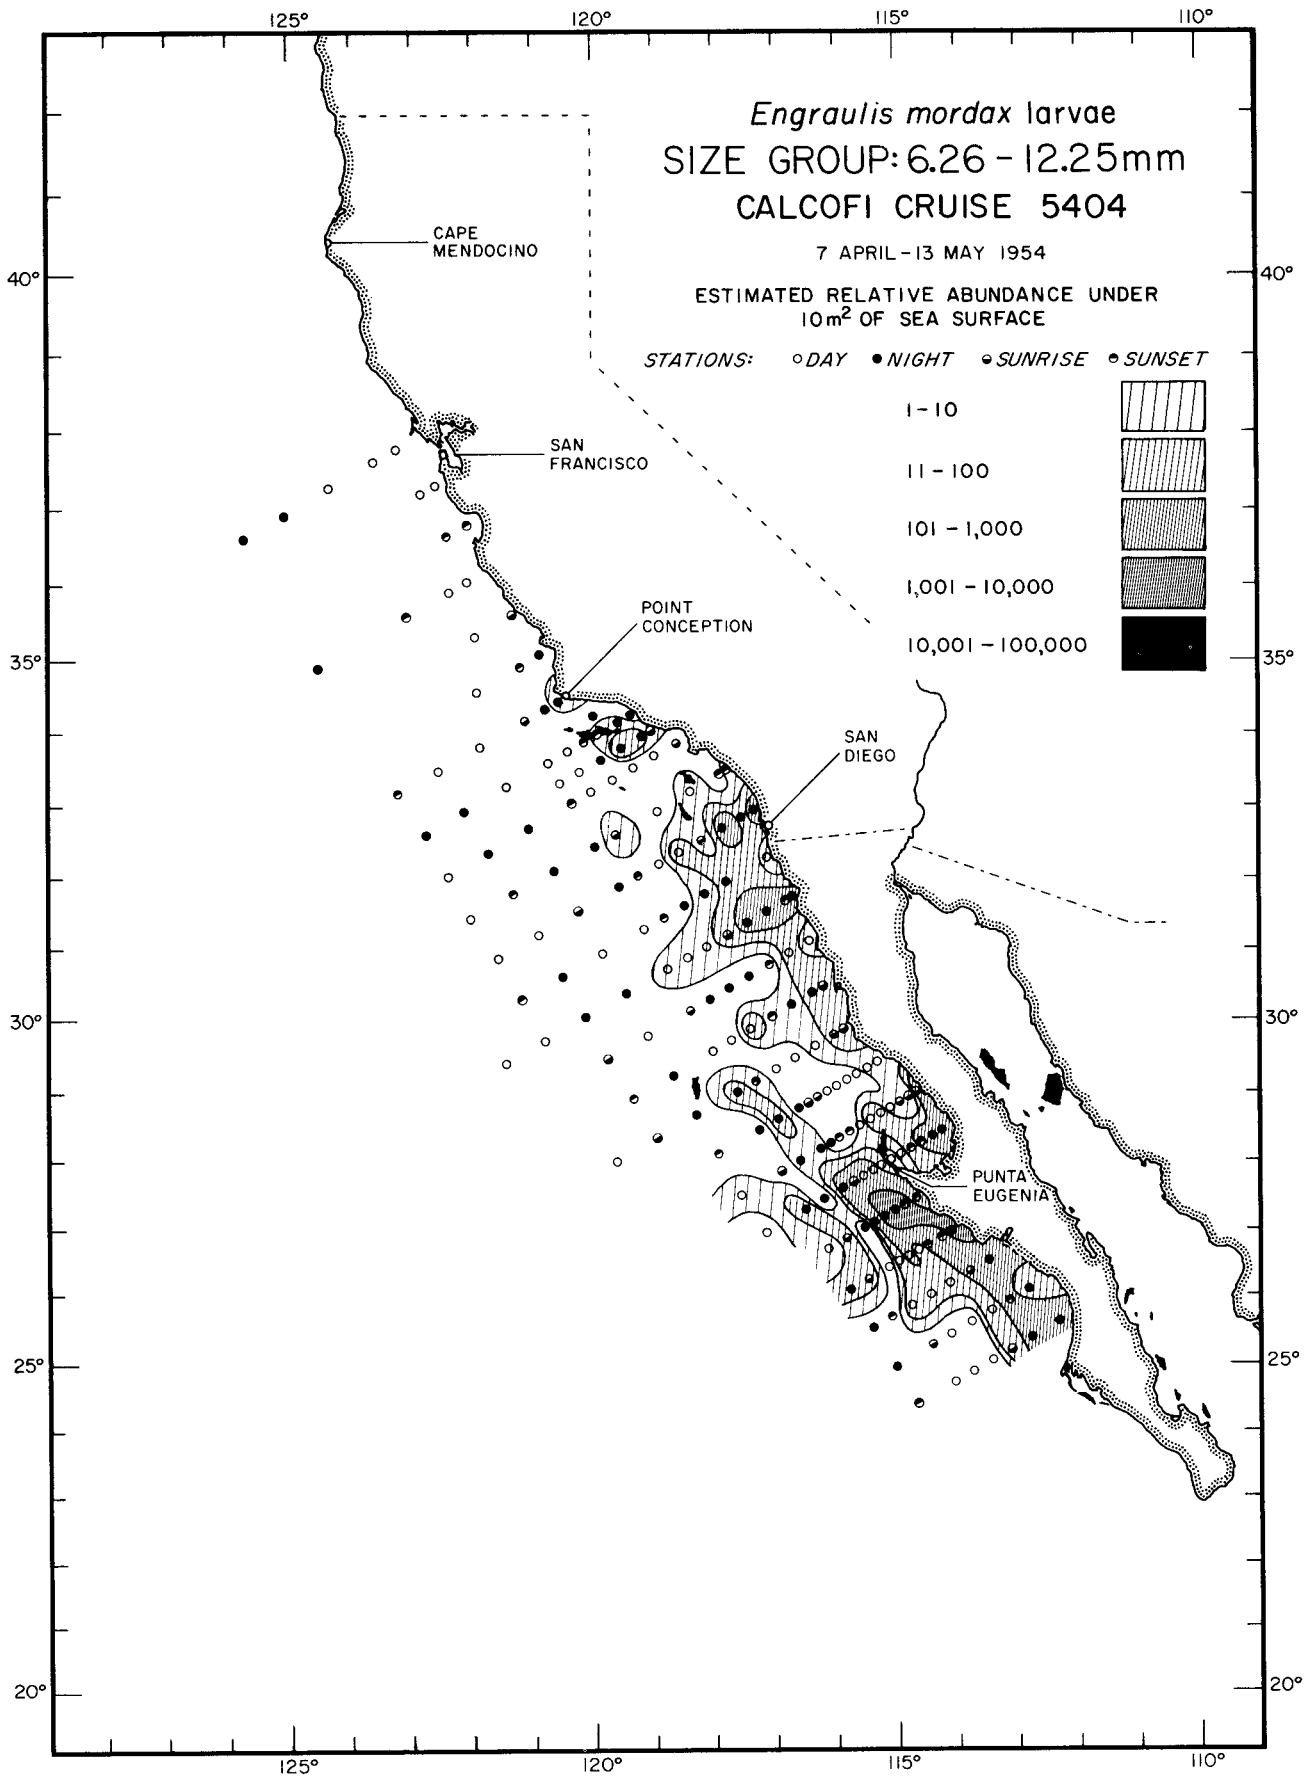 125° 120° 115° 110°
Engraulis mordax larvae
SIZE GROUP: 6.26 - 12.25mm
CALCOFI CRUISE 5404
7 APRIL - 13 MAY 1954
ESTIMATED RELATIVE ABUNDANCE UNDER
10m² OF SEA SURFACE
STATIONS: DAY NIGHT SUNRISE SUNSET
1 - 10
11 - 100
101 - 1,000
1,001 - 10,000
10,001 - 100,000
CAPE
MENDOCINO
40° 40°
SAN
FRANCISCO
POINT
CONCEPTION
35° 35°
SAN
DIEGO
30° 30°
PUNTA
EUGENIA
25° 25°
20° 20°
125° 120° 115° 110°